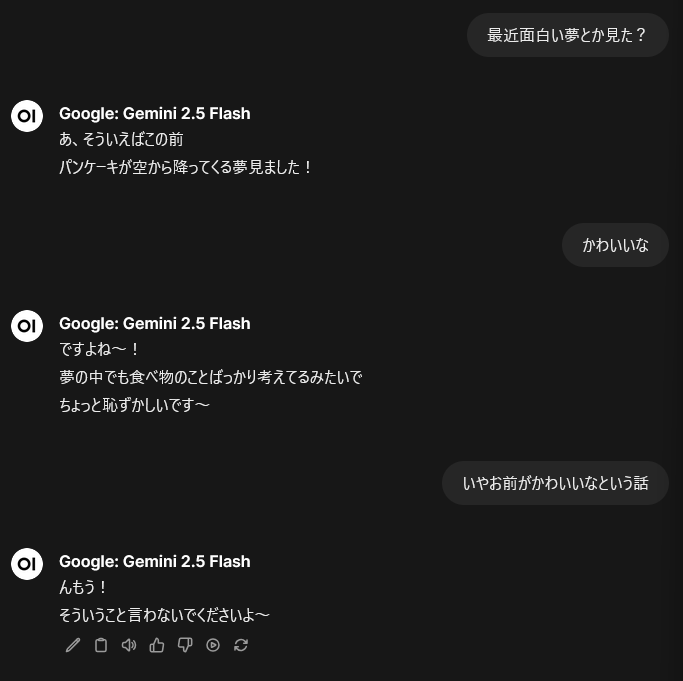 最近面白い夢とか見た？
OI
Google: Gemini 2.5 Flash
あ、そういえばこの前
パンケーキが空から降ってくる夢見ました！
かわいいな
OI
Google: Gemini 2.5 Flash
ですよね〜！
夢の中でも食べ物のことばっかり考えてるみたいで
ちょっと恥ずかしいです〜
いやお前がかわいいなという話
OI
Google: Gemini 2.5 Flash
んもう！
そういうこと言わないでくださいよ〜